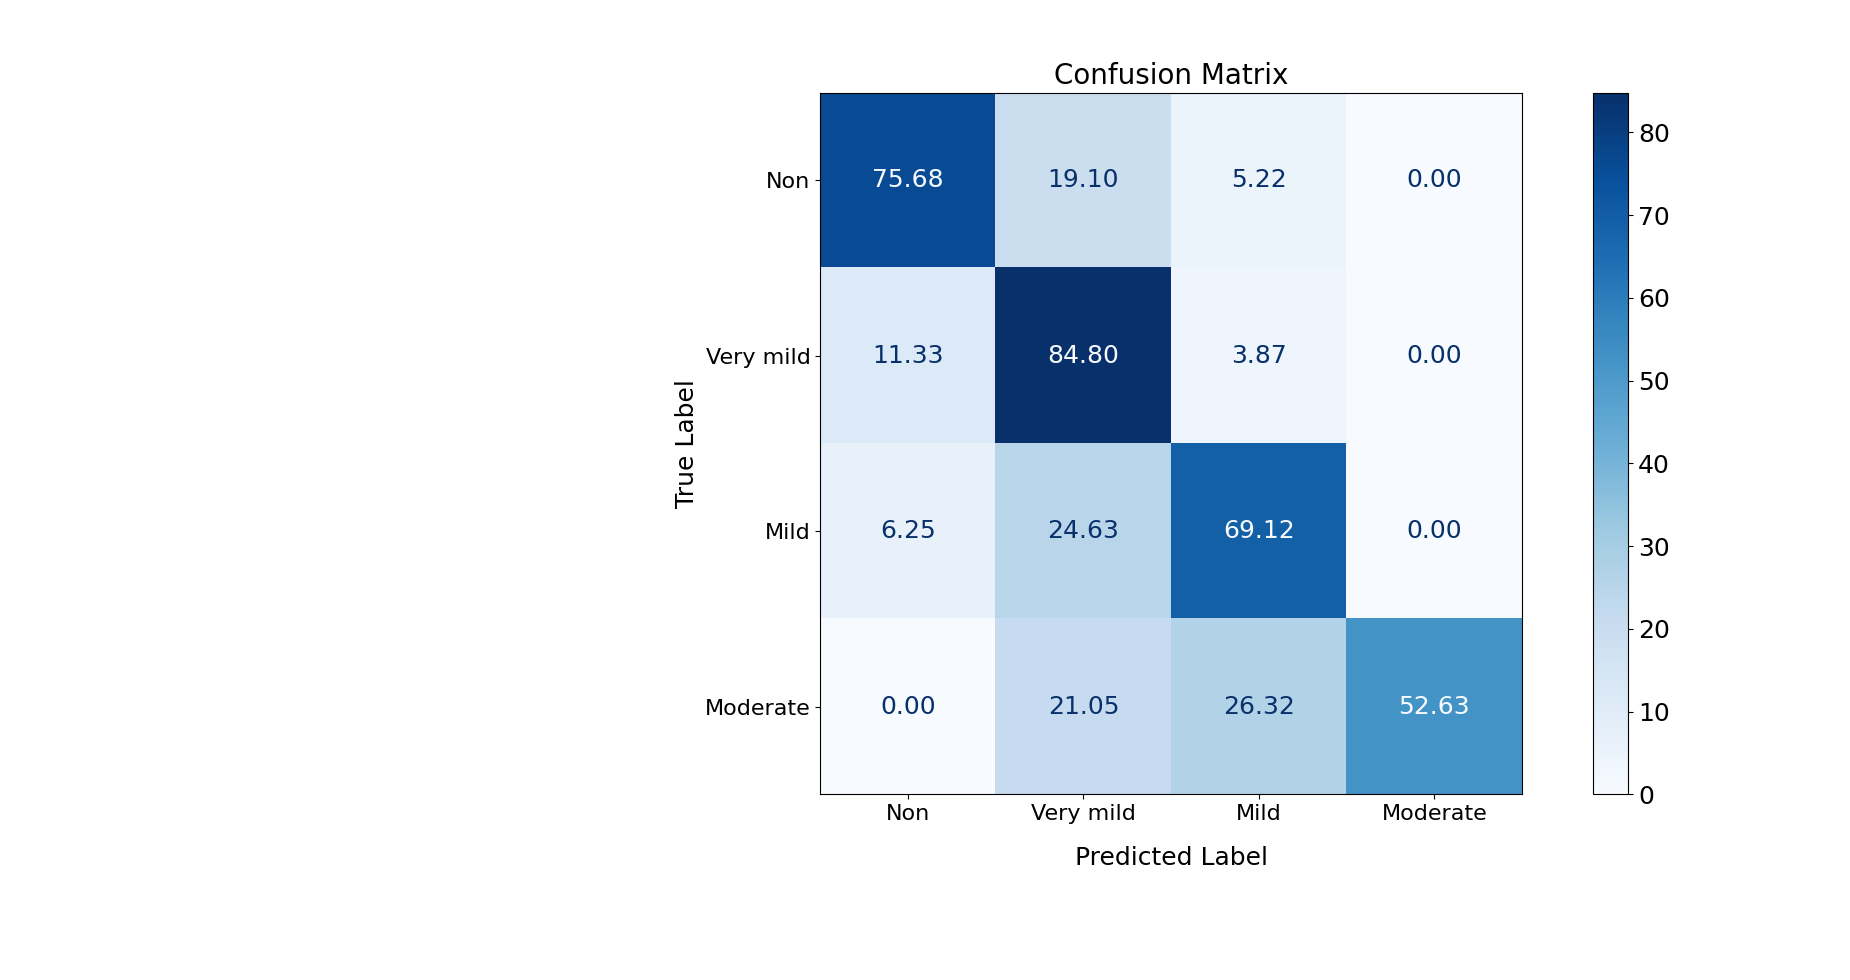 Confusion Matrix
True Label
Non 75.68 19.10 5.22 0.00
Very mild 11.33 84.80 3.87 0.00
Mild 6.25 24.63 69.12 0.00
Moderate 0.00 21.05 26.32 52.63
Non Very mild Mild Moderate
Predicted Label
80
70
60
50
40
30
20
10
0